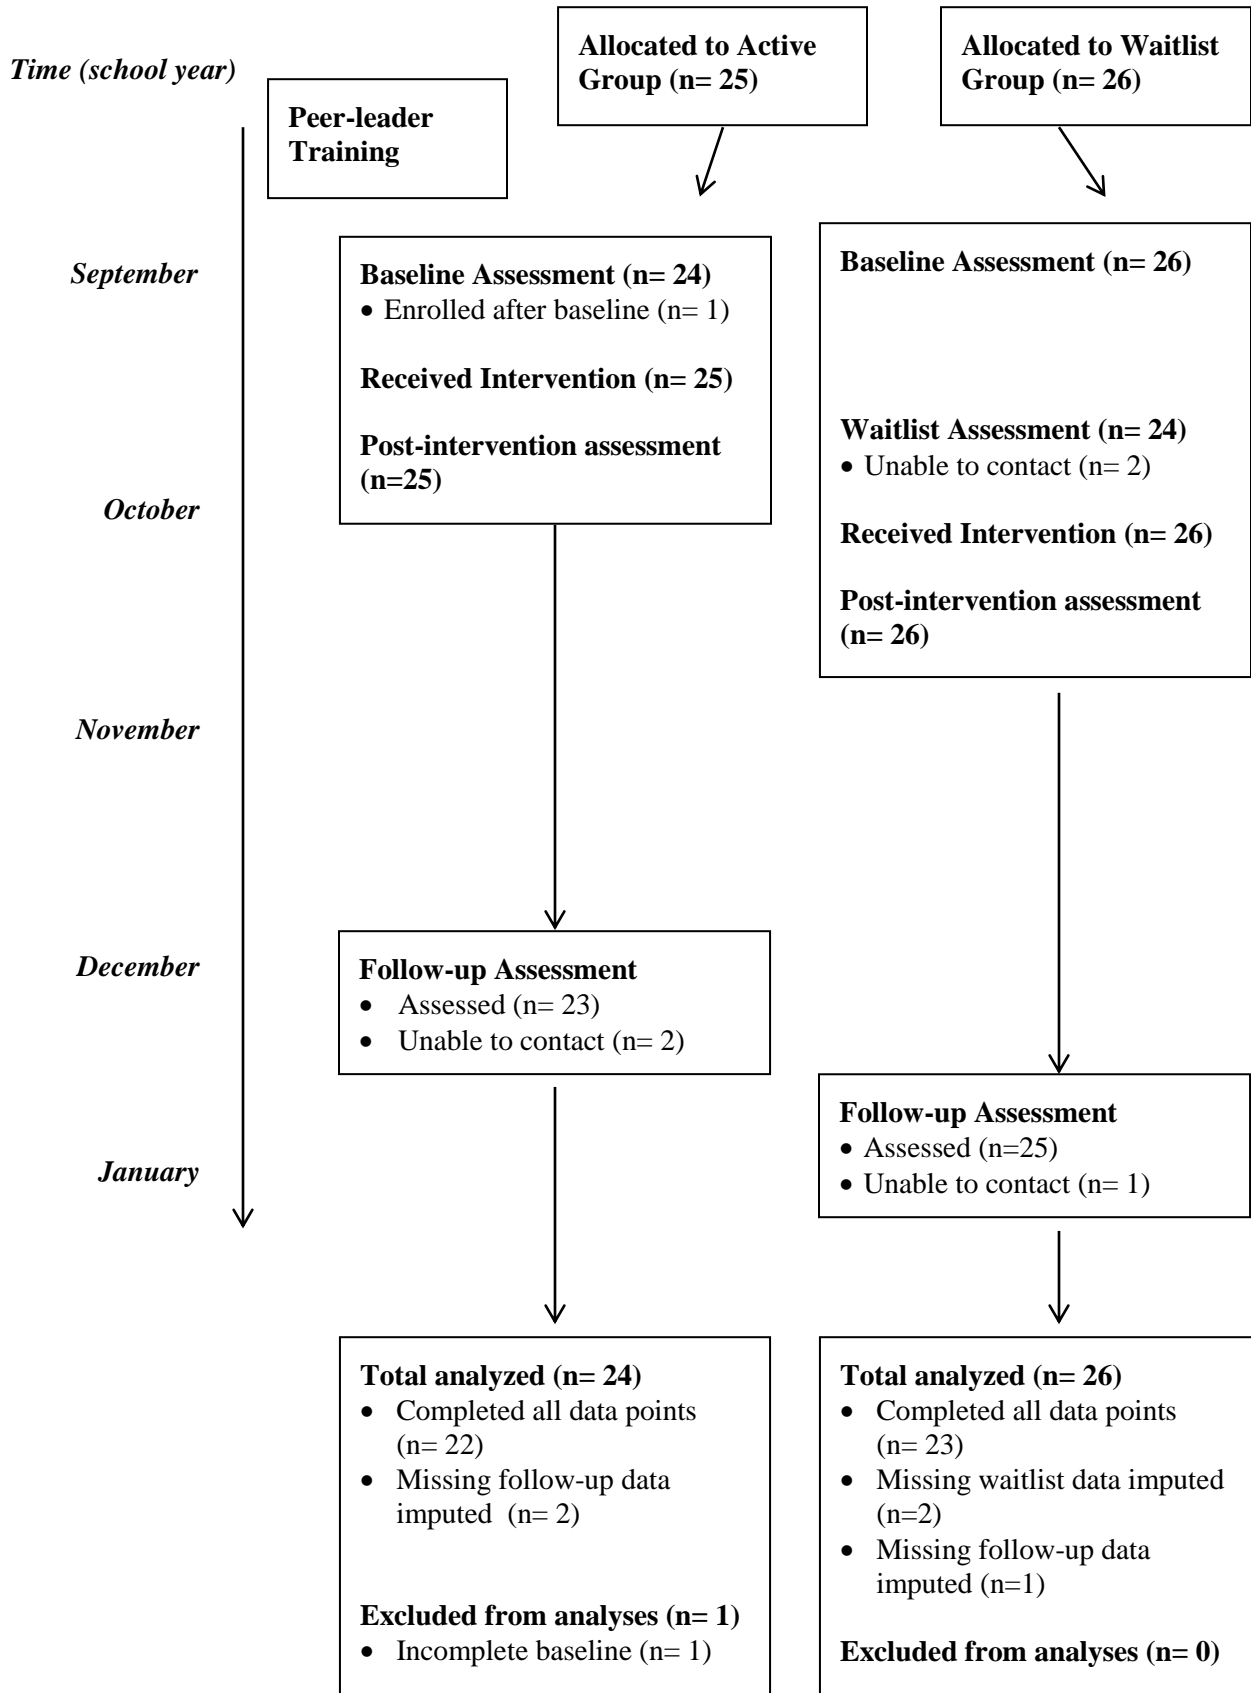 Time (school year)
Peer-leader
Training
Allocated to Active
Group (n= 25)
Allocated to Waitlist
Group (n= 26)
September
October
November
December
January
Baseline Assessment (n= 24)
• Enrolled after baseline (n= 1)
Received Intervention (n= 25)
Post-intervention assessment
(n=25)
Baseline Assessment (n= 26)
Waitlist Assessment (n= 24)
• Unable to contact (n= 2)
Received Intervention (n= 26)
Post-intervention assessment
(n= 26)
Follow-up Assessment
• Assessed (n= 23)
• Unable to contact (n= 2)
Follow-up Assessment
• Assessed (n=25)
• Unable to contact (n= 1)
Total analyzed (n= 24)
• Completed all data points
(n= 22)
• Missing follow-up data
imputed (n= 2)
Excluded from analyses (n= 1)
• Incomplete baseline (n= 1)
Total analyzed (n= 26)
• Completed all data points
(n= 23)
• Missing waitlist data imputed
(n=2)
• Missing follow-up data
imputed (n=1)
Excluded from analyses (n= 0)